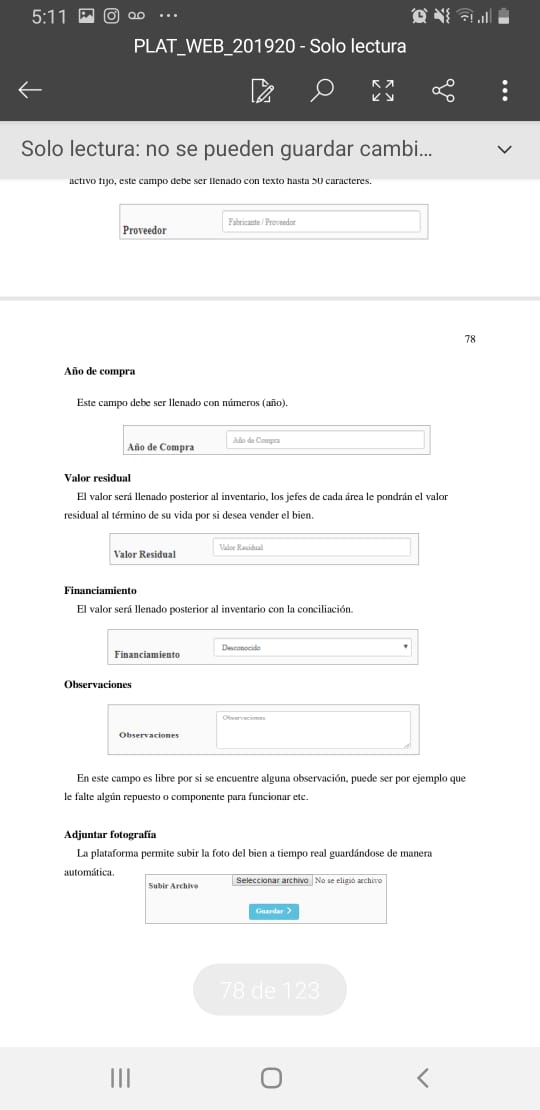 5:11
PLAT_WEB_201920 - Solo lectura
Solo lectura: no se pueden guardar cambi...
activo fijo, este campo debe ser llenado con texto hasta 50 caracteres.
Proveedor
Fabricante / Proveedor
78
Año de compra
Este campo debe ser llenado con números (año).
Año de Compra
Año de Compra
Valor residual
El valor será llenado posterior al inventario, los jefes de cada área le pondrán el valor
residual al término de su vida por si desea vender el bien.
Valor Residual
Valor Residual
Financiamiento
El valor será llenado posterior al inventario con la conciliación.
Financiamiento
Desconocido
Observaciones
Observaciones
Observaciones
En este campo es libre por si se encuentre alguna observación, puede ser por ejemplo que
le falte algún repuesto o componente para funcionar etc.
Adjuntar fotografía
La plataforma permite subir la foto del bien a tiempo real guardándose de manera
automática.
Subir Archivo
Seleccionar archivo No se eligió archivo
Guardar
78 de 123